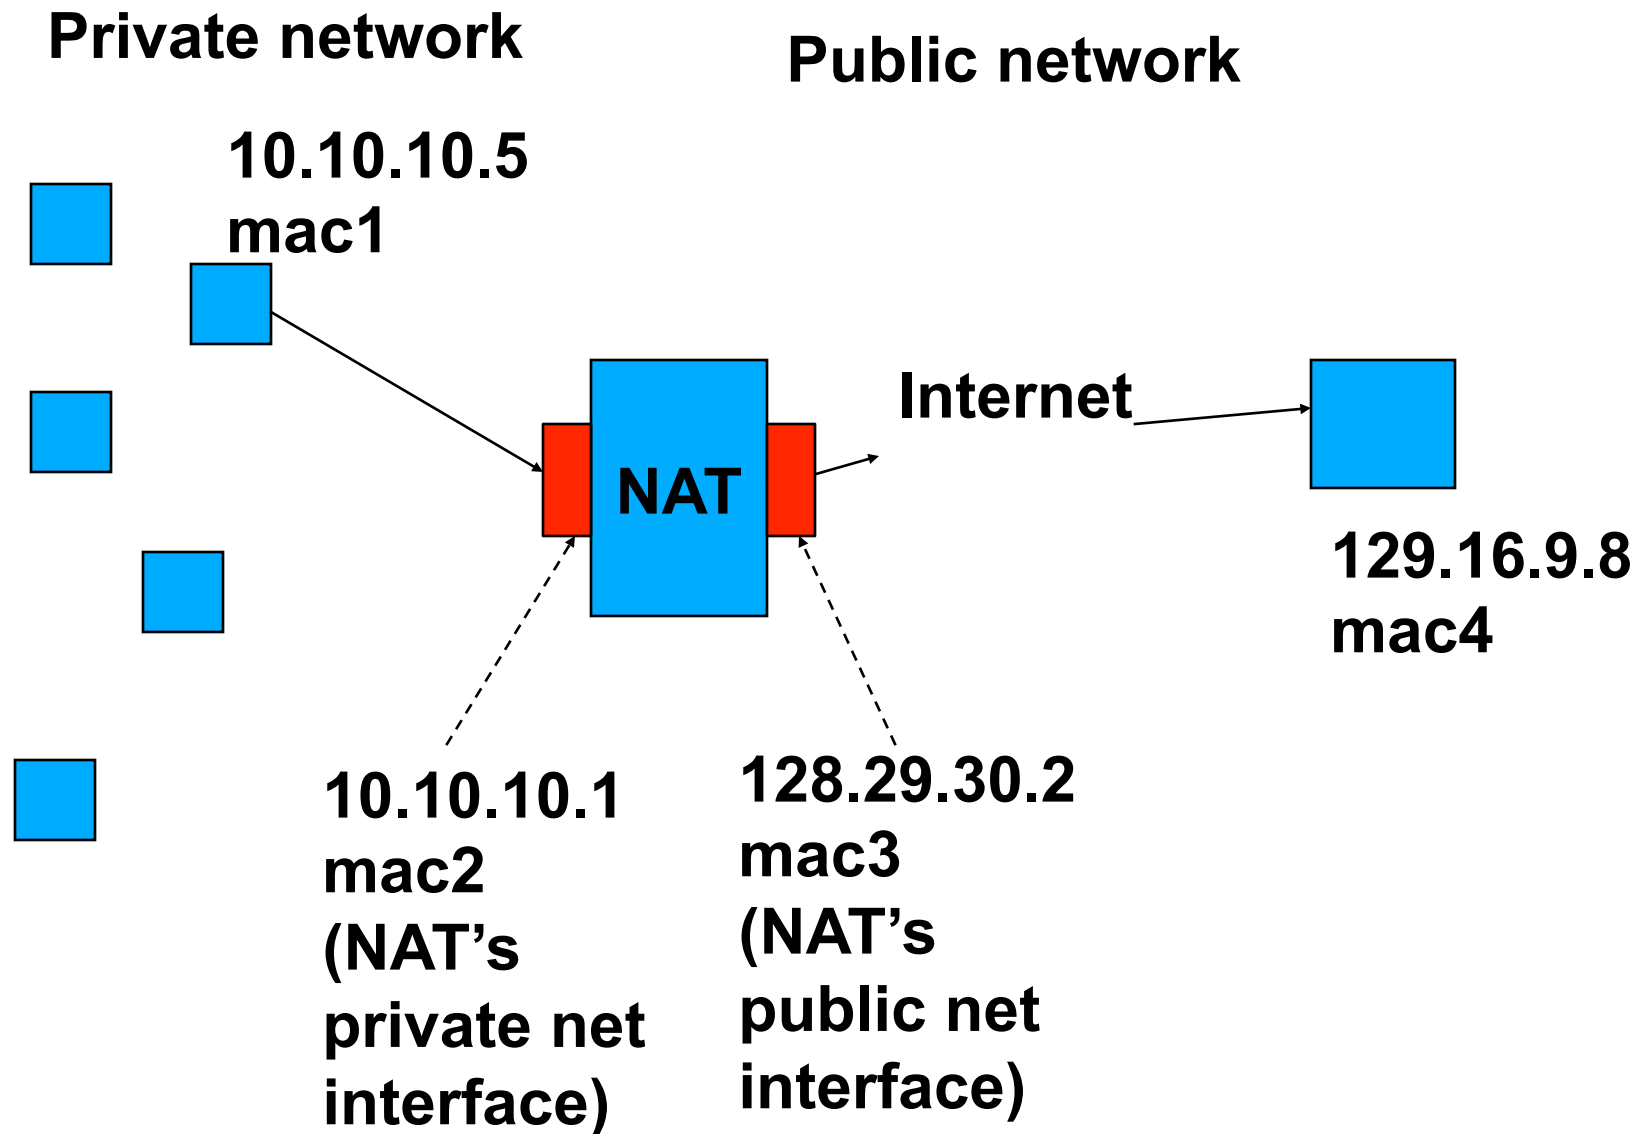 Private network
Public network
10.10.10.5
mac1
Internet
NAT
129.16.9.8
mac4
10.10.10.1
mac2
(NAT’s
private net
interface)
128.29.30.2
mac3
(NAT’s
public net
interface)